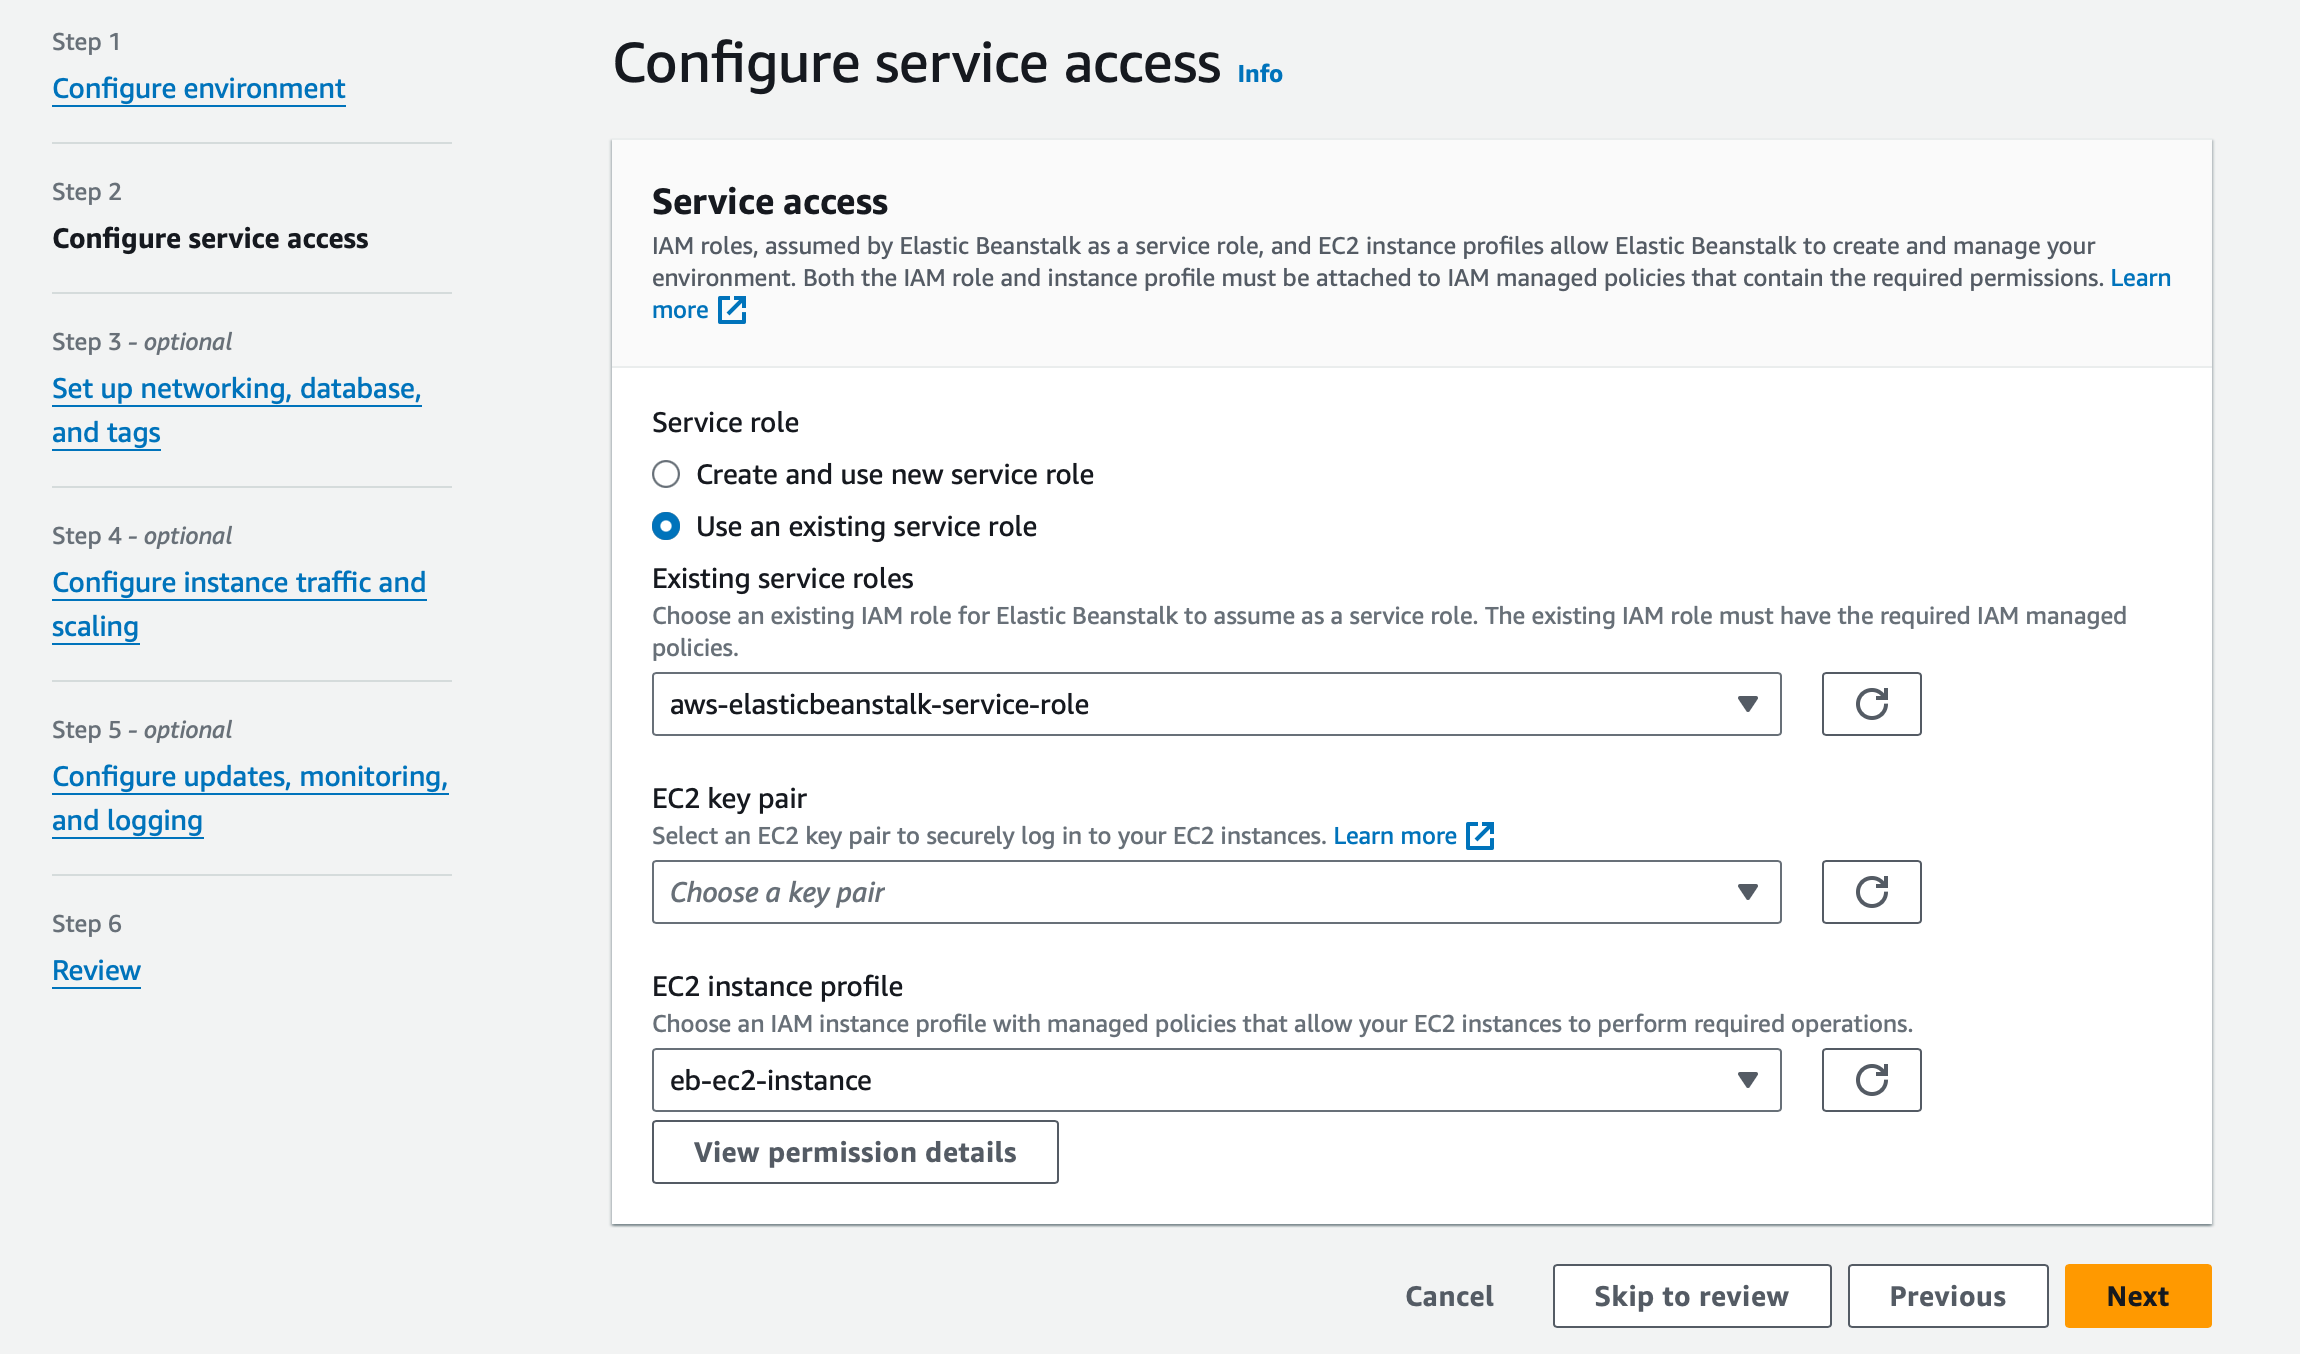 Step 1
Configure environment
Step 2
Configure service access
Step 3 - optional
Set up networking, database,
and tags
Step 4 - optional
Configure instance traffic and
scaling
Step 5 - optional
Configure updates, monitoring,
and logging
Step 6
Review
Configure service access Info
Service access
IAM roles, assumed by Elastic Beanstalk as a service role, and EC2 instance profiles allow Elastic Beanstalk to create and manage your
environment. Both the IAM role and instance profile must be attached to IAM managed policies that contain the required permissions. Learn
more
Service role
Create and use new service role
Use an existing service role
Existing service roles
Choose an existing IAM role for Elastic Beanstalk to assume as a service role. The existing IAM role must have the required IAM managed
policies.
aws-elasticbeanstalk-service-role
EC2 key pair
Select an EC2 key pair to securely log in to your EC2 instances. Learn more
Choose a key pair
EC2 instance profile
Choose an IAM instance profile with managed policies that allow your EC2 instances to perform required operations.
eb-ec2-instance
View permission details
Cancel
Skip to review
Previous
Next